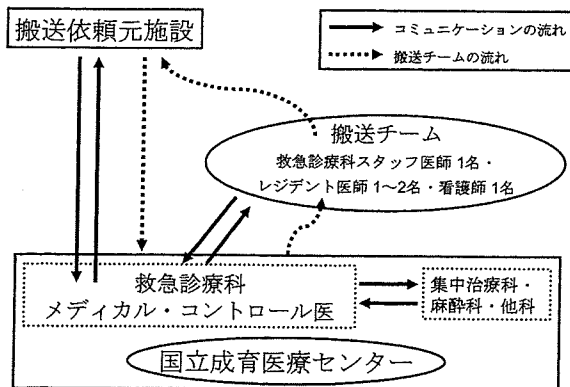 搬送依頼元施設
コミュニケーションの流れ
搬送チームの流れ
搬送チーム
救急診療科スタッフ医師 1名・
レジデント医師 1〜2名・看護師 1名
救急診療科
メディカル・コントロール医
集中治療科・
麻酔科・他科
国立成育医療センター